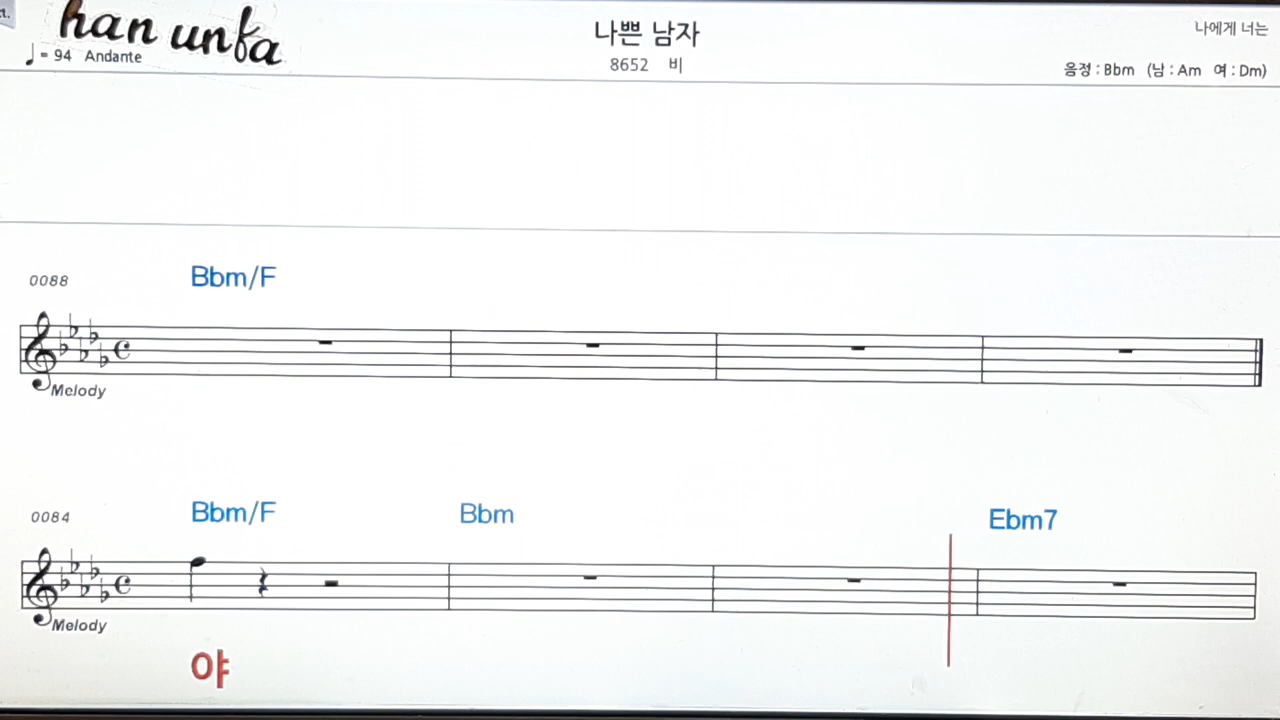 han unfa
♩= 94 Andante
나쁜 남자
8652 비
나에게 너는
음정 : Bbm (남 : Am 여 : Dm)
0088
Bbm/F
Melody
0084
Bbm/F Bbm Ebm7
Melody
야